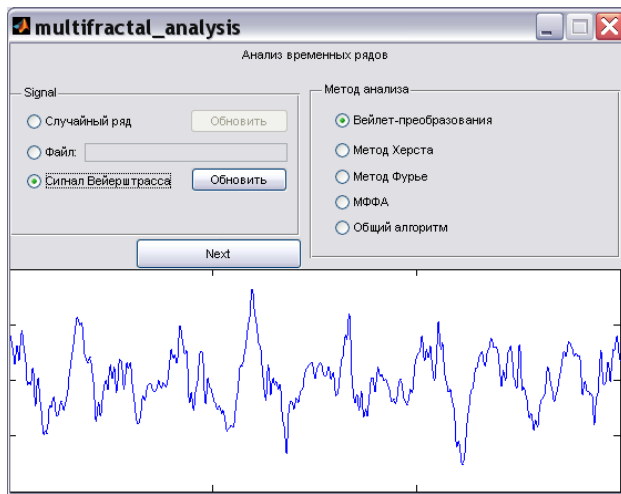 multifractal_analysis
Анализ временных рядов
Signal
Случайный ряд
Обновить
Файл:
Сигнал Вейерштрасса
Обновить
Next
Метод анализа
Вейлет-преобразования
Метод Херста
Метод Фурье
МФФА
Общий алгоритм